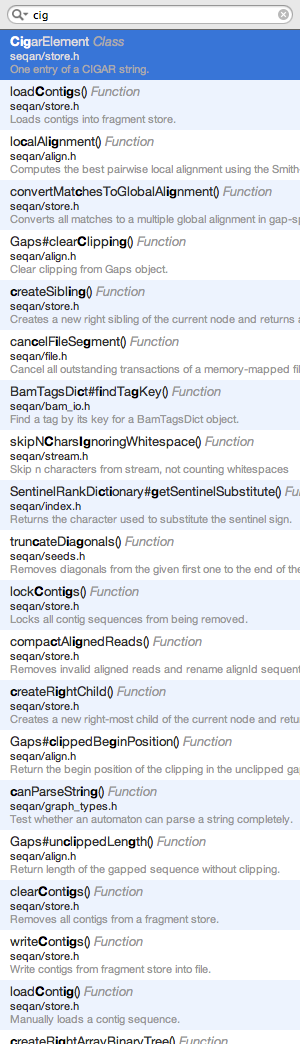 cig
CigarElement Class
seqan/store.h
One entry of a CIGAR string.
loadContigs() Function
seqan/store.h
Loads contigs into fragment store.
localAlignment() Function
seqan/align.h
Computes the best pairwise local alignment using the Smith
convertMatchesToGlobalAlignment() Function
seqan/store.h
Converts all matches to a multiple global alignment in gap-sp
Gaps#clearClipping() Function
seqan/align.h
Clear clipping from Gaps object.
createSibling() Function
seqan/store.h
Creates a new right sibling of the current node and returns a
cancelFileSegment() Function
seqan/file.h
Cancel all outstanding transactions of a memory-mapped fil
BamTagsDict#findTagKey() Function
seqan/bam_io.h
Find a tag by its key for a BamTagsDict object.
skipNCharsIgnoringWhitespace() Function
seqan/stream.h
Skip n characters from stream, not counting whitespaces
SentinelRankDictionary#getSentinelSubstitute() Fu
seqan/index.h
Returns the character used to substitute the sentinel sign.
truncateDiagonals() Function
seqan/seeds.h
Removes diagonals from the given first one to the end of the
lockContigs() Function
seqan/store.h
Locks all contig sequences from being removed.
compactAlignedReads() Function
seqan/store.h
Removes invalid aligned reads and rename alignId sequent
createRightChild() Function
seqan/store.h
Creates a new right-most child of the current node and retu
Gaps#clippedBeginPosition() Function
seqan/align.h
Return the begin position of the clipping in the unclipped ga
canParseString() Function
seqan/graph_types.h
Test whether an automaton can parse a string completely.
Gaps#unclippedLength() Function
seqan/align.h
Return length of the gapped sequence without clipping.
clearContigs() Function
seqan/store.h
Removes all contigs from a fragment store.
writeContigs() Function
seqan/store.h
Write contigs from fragment store into file.
loadContig() Function
seqan/store.h
Manually loads a contig sequence.
createRightArrayBinaryTree() Function